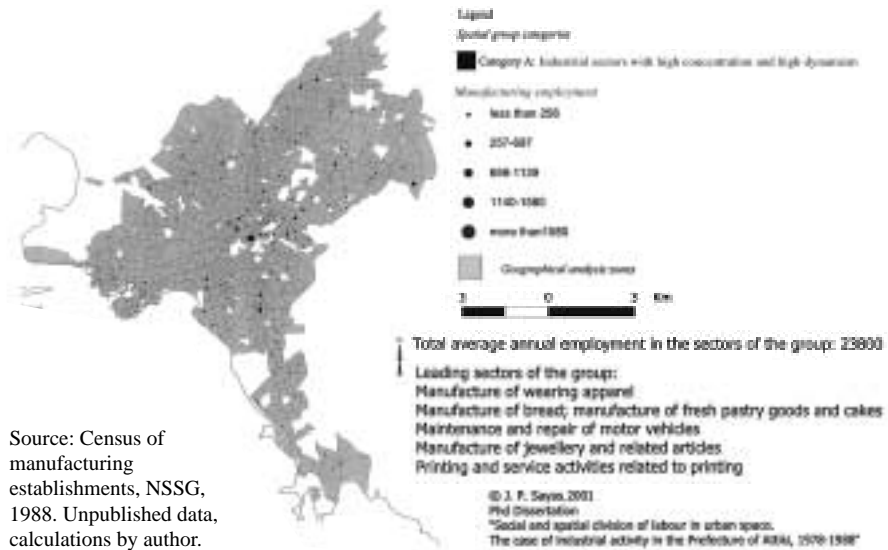 Legend
Spatial group categories
Category A: Industrial sectors with high concentration and high dynamism
Manufacturing employment
less than 256
257-687
688-1139
1140-1680
more than 1680
Geographical analysis zones
3 0 3 Km
Total average annual employment in the sectors of the group: 23800
Leading sectors of the group:
Manufacture of wearing apparel
Manufacture of bread; manufacture of fresh pastry goods and cakes
Maintenance and repair of motor vehicles
Manufacture of jewellery and related articles
Printing and service activities related to printing
Source: Census of
manufacturing
establishments, NSSG,
1988. Unpublished data,
calculations by author.
© J. P. Sayas, 2001
Phd Dissertation
"Social and spatial division of labour in urban space.
The case of industrial activity in the Prefecture of Attiki, 1978-1988"